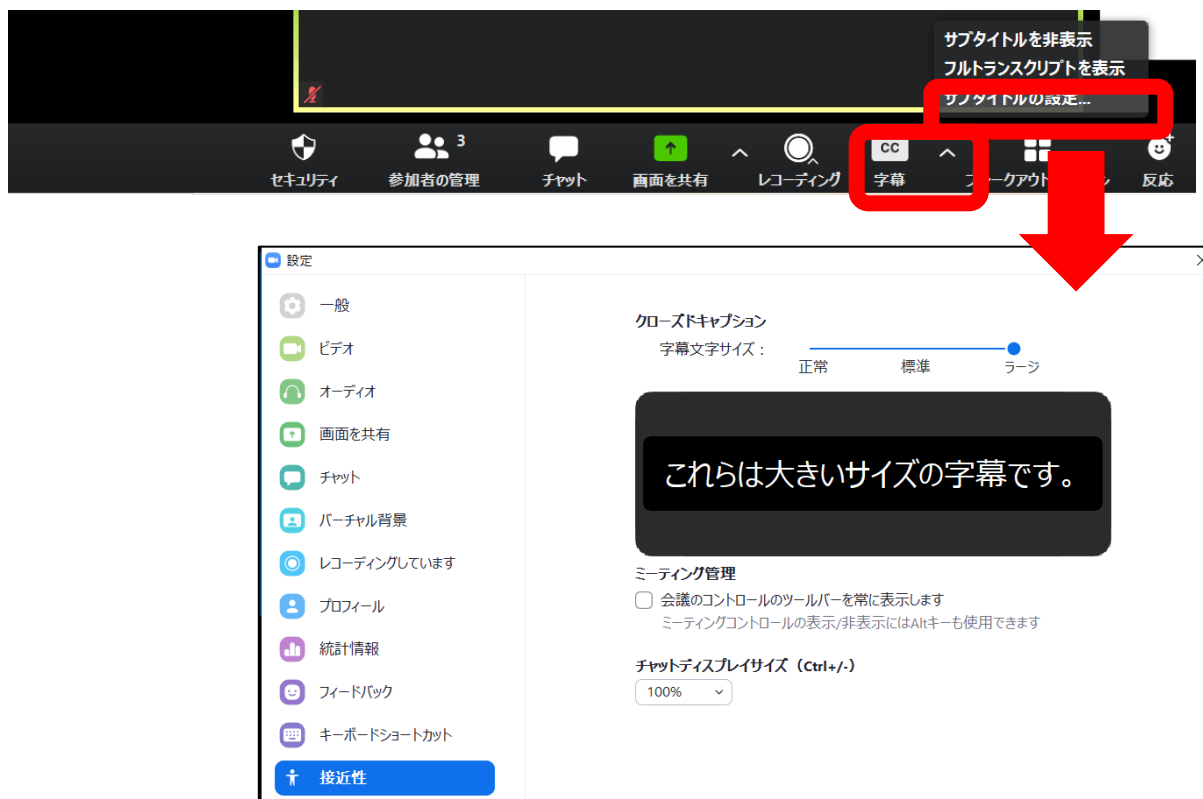 サブタイトルを非表示
フルトランスクリプトを表示
サブタイトルの設定...
3
CC
セキュリティ
参加者の管理
チャット
画面を共有
レコーディング
字幕
反応
設定
一般
ビデオ
オーディオ
画面を共有
チャット
バーチャル背景
レコーディングしています
プロフィール
統計情報
フィードバック
キーボードショートカット
接近性
クローズドキャプション
字幕文字サイズ：
正常 標準 ラージ
これらは大きいサイズの字幕です。
ミーティング管理
会議のコントロールのツールバーを常に表示します
ミーティングコントロールの表示/非表示にはAltキーも使用できます
チャットディスプレイサイズ（Ctrl+/-）
100%